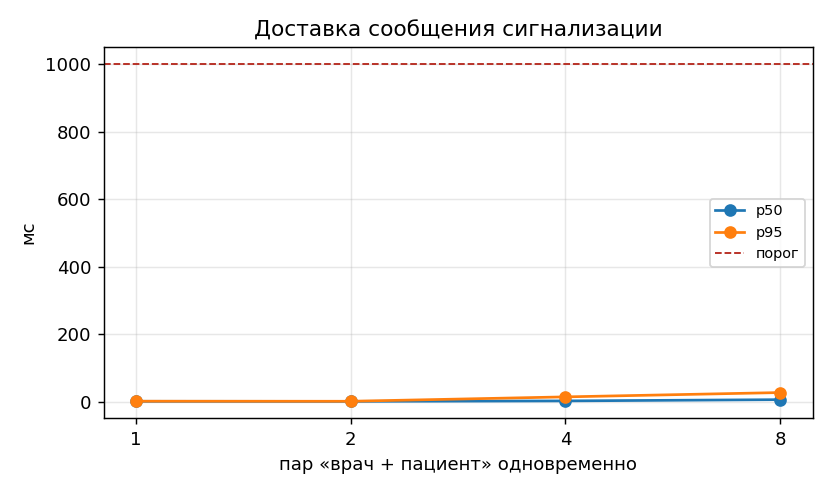 Доставка сообщения сигнализации
1000
800
600
400
200
0
мс
p50
p95
порог
1
2
4
8
пар «врач + пациент» одновременно